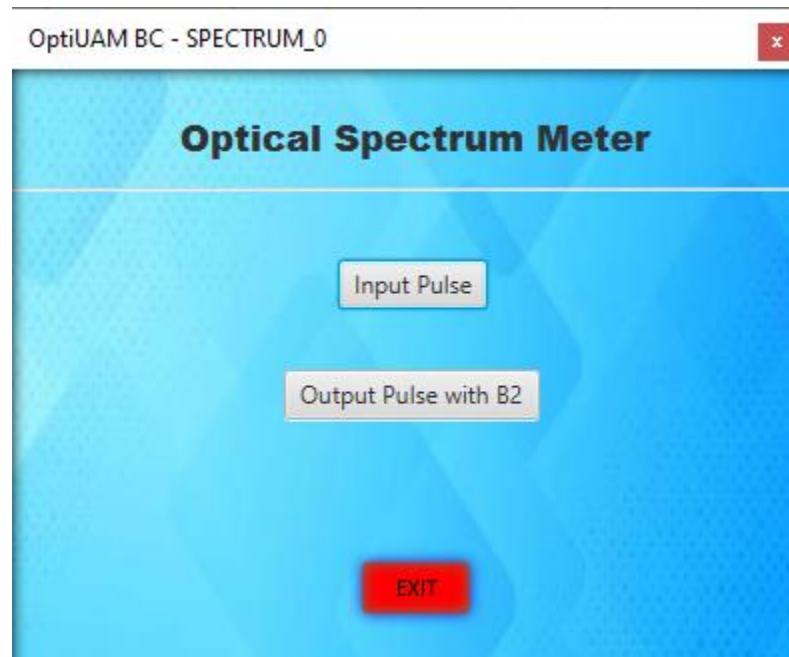 OptiUAM BC - SPECTRUM_0
x
Optical Spectrum Meter
Input Pulse
Output Pulse with B2
EXIT